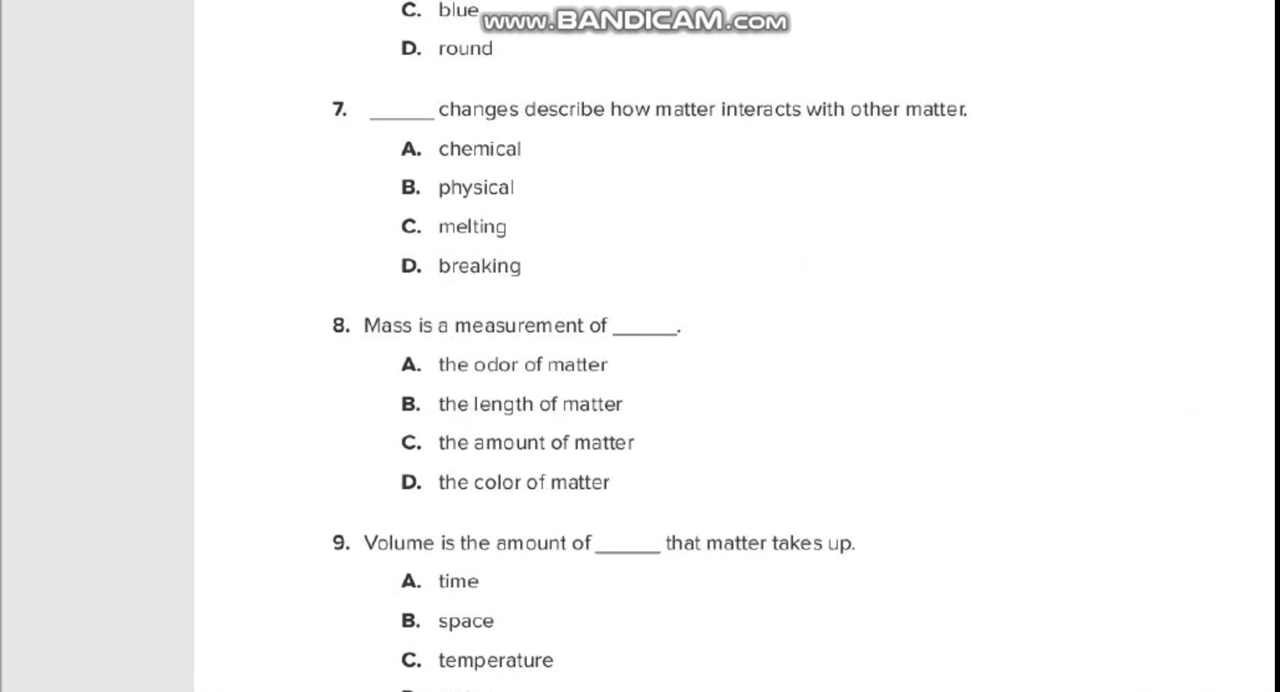 C. blue
www.BANDICAM.COM
D. round
7. ______ changes describe how matter interacts with other matter.
A. chemical
B. physical
C. melting
D. breaking
8. Mass is a measurement of ______.
A. the odor of matter
B. the length of matter
C. the amount of matter
D. the color of matter
9. Volume is the amount of ______ that matter takes up.
A. time
B. space
C. temperature